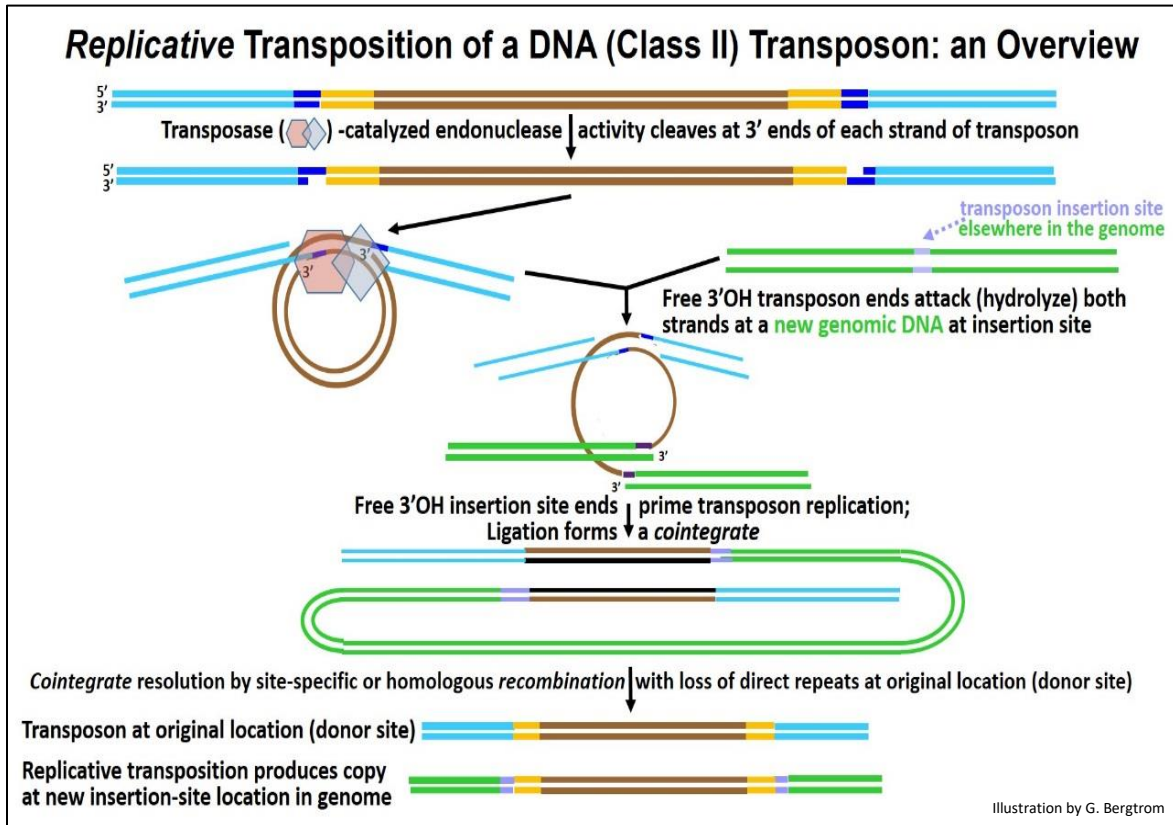 Replicative Transposition of a DNA (Class II) Transposon: an Overview
5'
3'
Transposase ( ) -catalyzed endonuclease activity cleaves at 3' ends of each strand of transposon
5'
3'
transposon insertion site
elsewhere in the genome
3'
3'
Free 3'OH transposon ends attack (hydrolyze) both
strands at a new genomic DNA at insertion site
3'
3'
Free 3'OH insertion site ends prime transposon replication;
Ligation forms a cointegrate
Cointegrate resolution by site-specific or homologous recombination with loss of direct repeats at original location (donor site)
Transposon at original location (donor site)
Replicative transposition produces copy
at new insertion-site location in genome
Illustration by G. Bergtrom